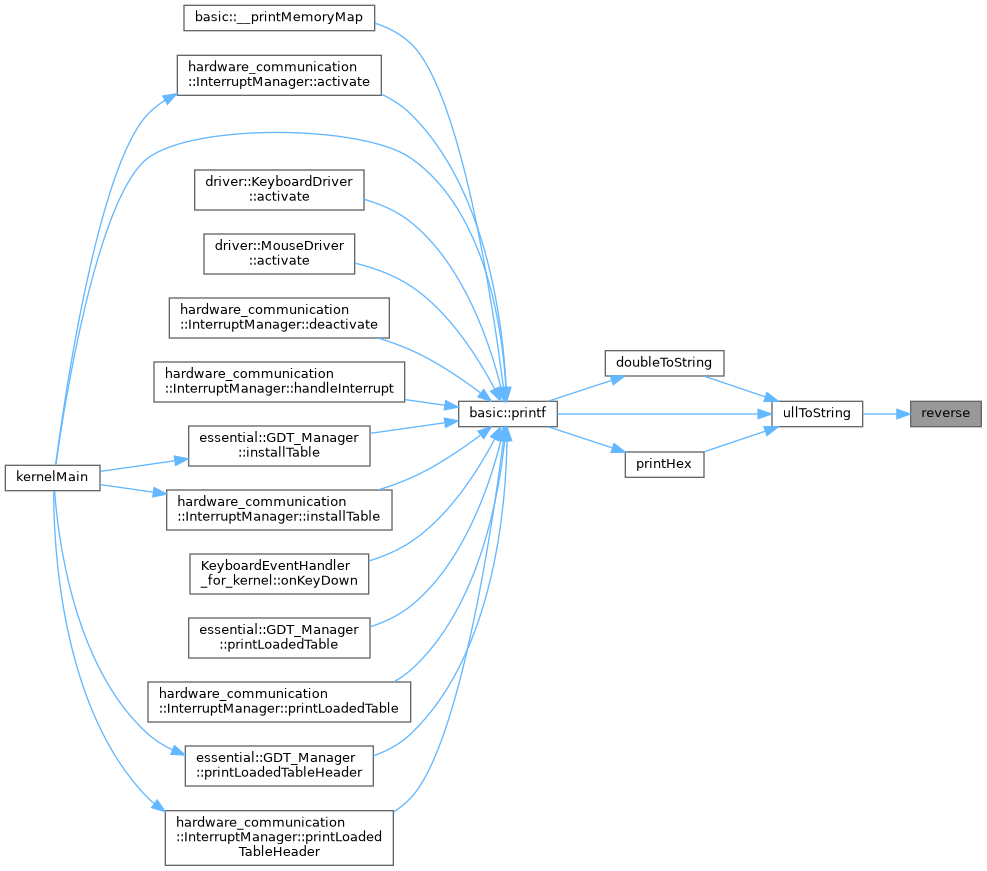 basic::__printMemoryMap
hardware_communication
::InterruptManager::activate
driver::KeyboardDriver
::activate
driver::MouseDriver
::activate
hardware_communication
::InterruptManager::deactivate
hardware_communication
::InterruptManager::handleInterrupt
essential::GDT_Manager
::installTable
kernelMain
hardware_communication
::InterruptManager::installTable
KeyboardEventHandler
_for_kernel::onKeyDown
essential::GDT_Manager
::printLoadedTable
hardware_communication
::InterruptManager::printLoadedTable
essential::GDT_Manager
::printLoadedTableHeader
hardware_communication
::InterruptManager::printLoaded
TableHeader
basic::printf
doubleToString
printHex
ullToString
reverse